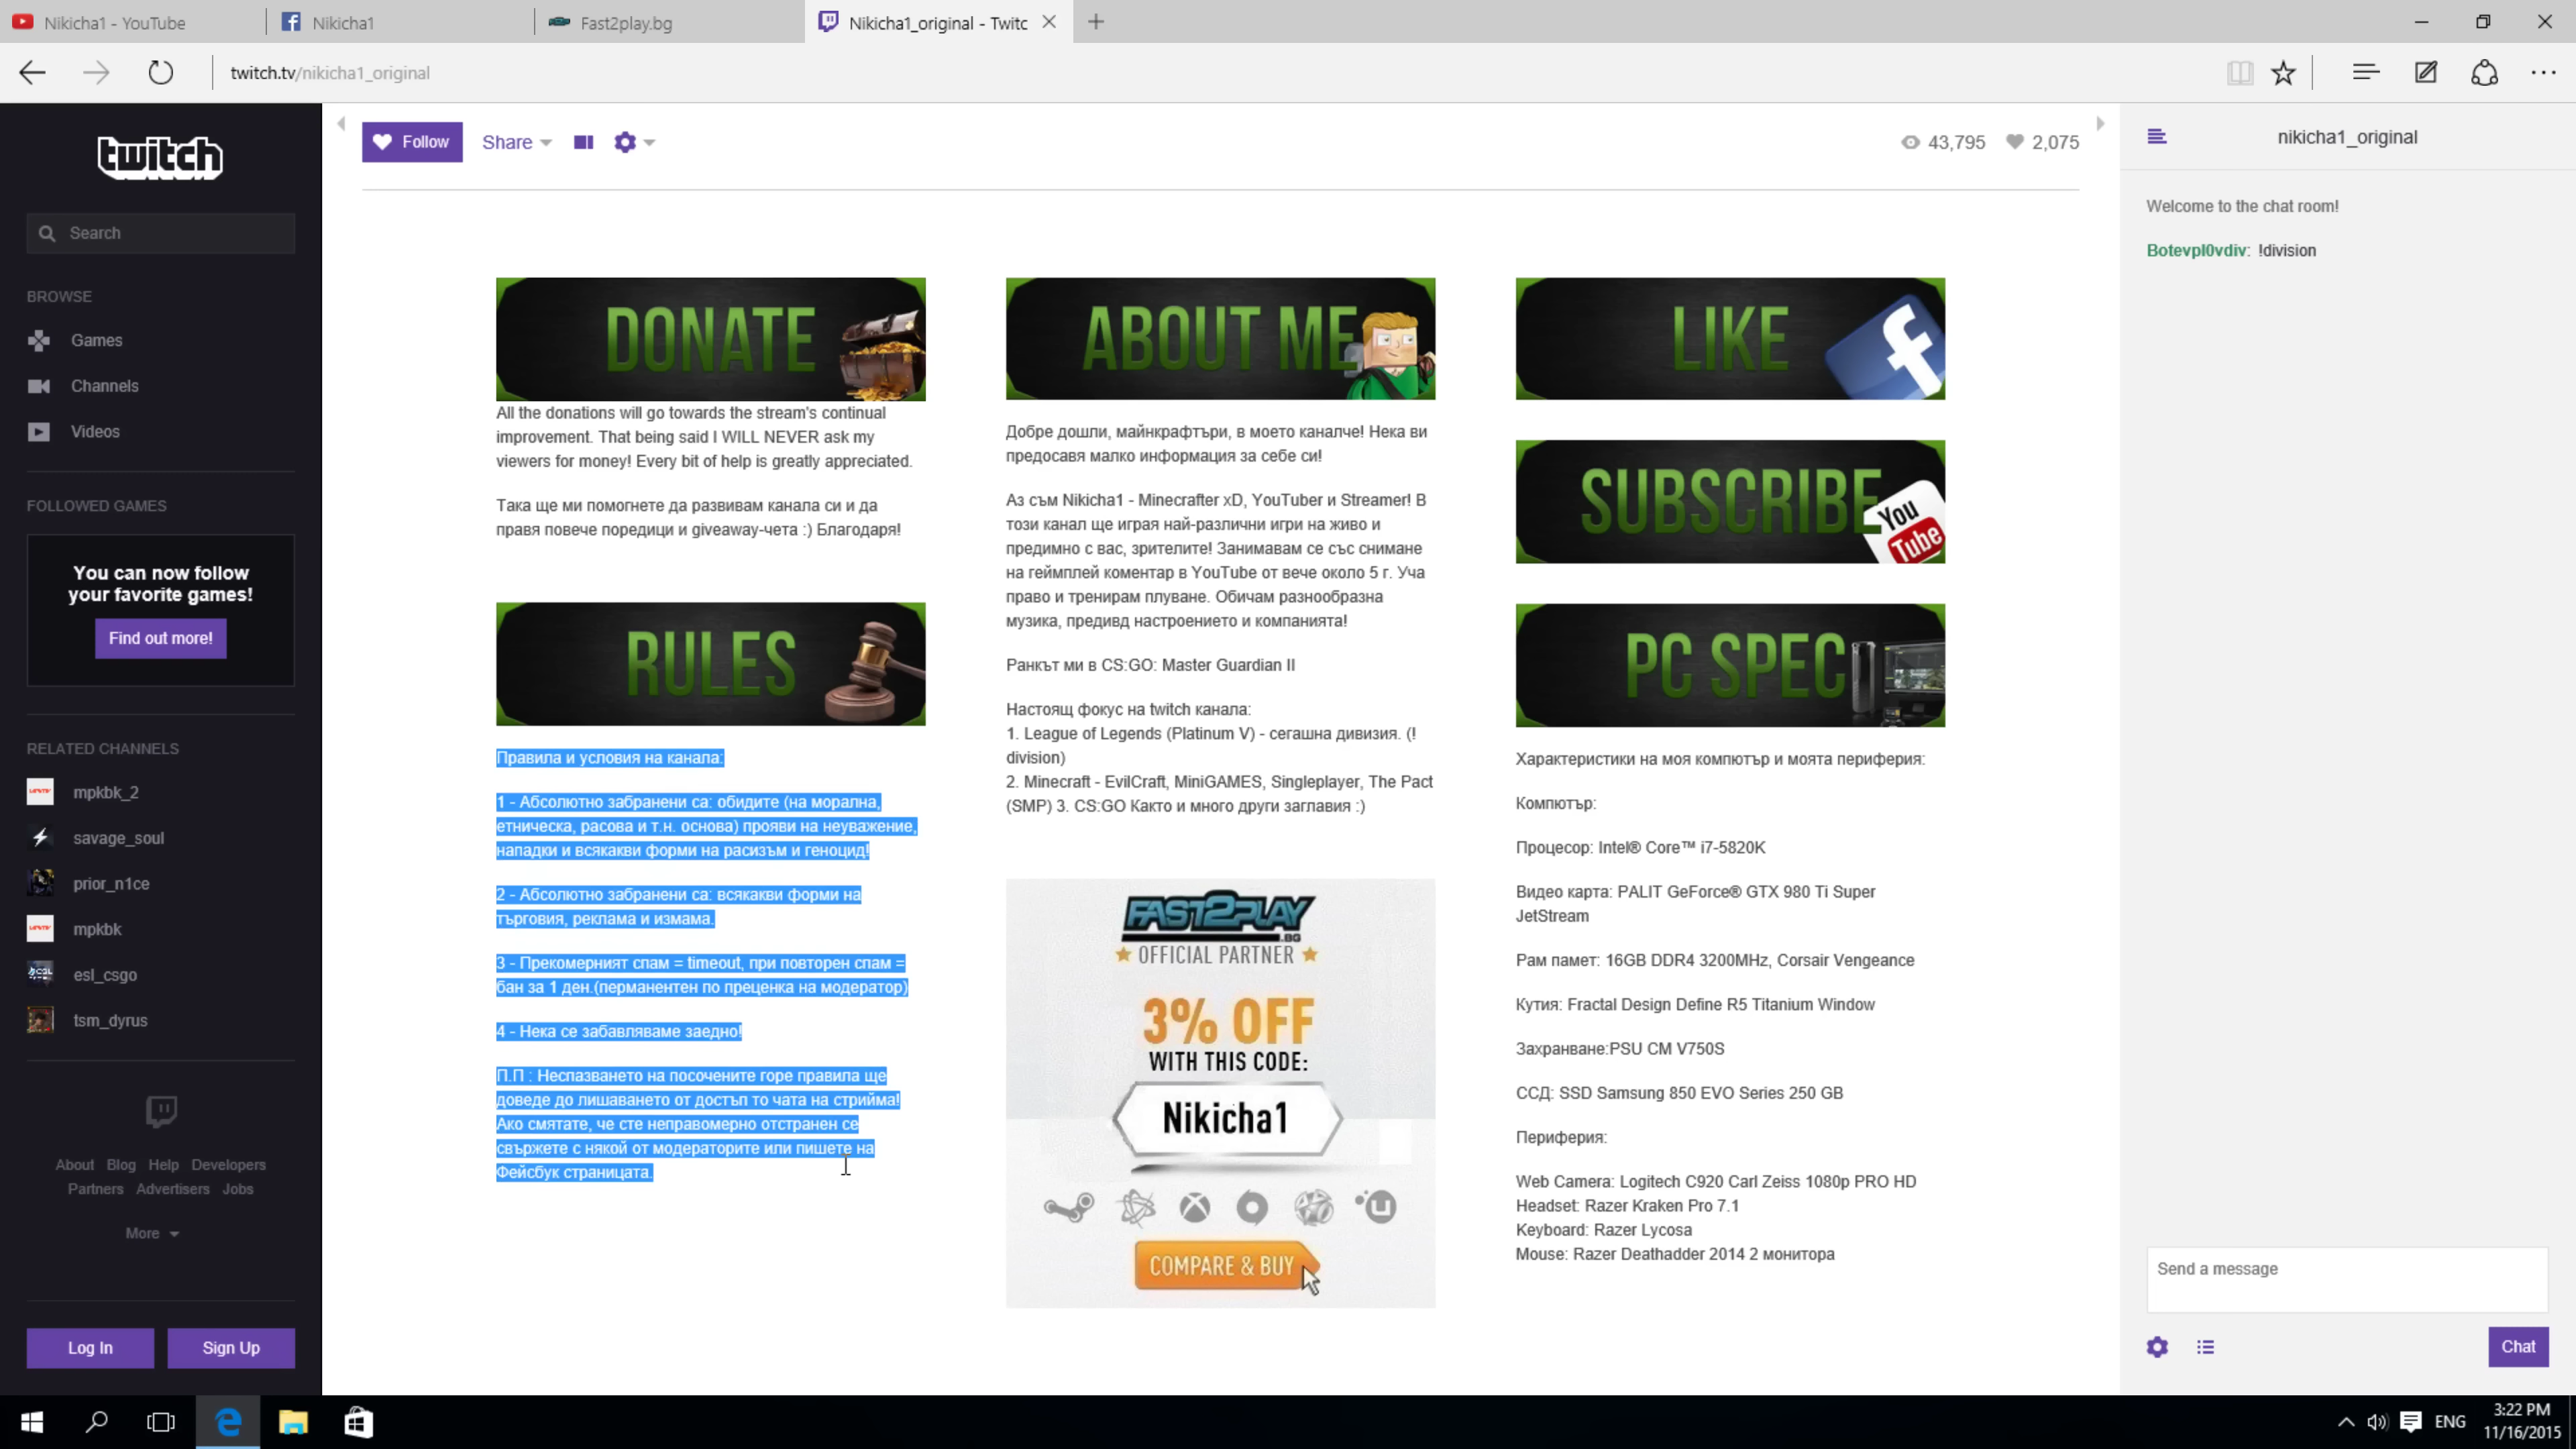 Nikicha1 - YouTube
Nikicha1
Fast2play.bg
Nikicha1_original - Twitc
twitch.tv/nikicha1_original
twitch
Search
BROWSE
Games
Channels
Videos
FOLLOWED GAMES
You can now follow
your favorite games!
Find out more!
RELATED CHANNELS
mpkbk_2
savage_soul
prior_n1ce
mpkbk
esl_csgo
tsm_dyrus
About Blog Help Developers
Partners Advertisers Jobs
More
Log In
Sign Up
Follow
Share
43,795
2,075
DONATE
All the donations will go towards the stream's continual
improvement. That being said I WILL NEVER ask my
viewers for money! Every bit of help is greatly appreciated.
Така ще ми помогнете да развивам канала си и да
правя повече поредици и giveaway-чета :) Благодаря!
RULES
Правила и условия на канала:
1 - Абсолютно забранени са: обидите (на морална,
етническа, расова и т.н. основа) прояви на неуважение,
нападки и всякакви форми на расизъм и геноцид!
2 - Абсолютно забранени са: всякакви форми на
търговия, реклама и измама.
3 - Прекомерният спам = timeout, при повторен спам =
бан за 1 ден.(перманентен по преценка на модератор)
4 - Нека се забавляваме заедно!
П.П : Неспазването на посочените горе правила ще
доведе до лишаването от достъп то чата на стрийма!
Ако смятате, че сте неправомерно отстранен се
свържете с някой от модераторите или пишете на
Фейсбук страницата.
ABOUT ME
Добре дошли, майнкрафтъри, в моето каналче! Нека ви
предосавя малко информация за себе си!
Аз съм Nikicha1 - Minecrafter xD, YouTuber и Streamer! В
този канал ще играя най-различни игри на живо и
предимно с вас, зрителите! Занимавам се със снимане
на геймплей коментар в YouTube от вече около 5 г. Уча
право и тренирам плуване. Обичам разнообразна
музика, предивд настроението и компанията!
Ранкът ми в CS:GO: Master Guardian II
Настоящ фокус на twitch канала:
1. League of Legends (Platinum V) - сегашна дивизия. (!
division)
2. Minecraft - EvilCraft, MiniGAMES, Singleplayer, The Pact
(SMP) 3. CS:GO Както и много други заглавия :)
FAST2PLAY
.BG
OFFICIAL PARTNER
3% OFF
WITH THIS CODE:
Nikicha1
COMPARE & BUY
LIKE
SUBSCRIBE
You
Tube
PC SPEC
Характеристики на моя компютър и моята периферия:
Компютър:
Процесор: Intel® Core™ i7-5820K
Видео карта: PALIT GeForce® GTX 980 Ti Super
JetStream
Рам памет: 16GB DDR4 3200MHz, Corsair Vengeance
Кутия: Fractal Design Define R5 Titanium Window
Захранване:PSU CM V750S
ССД: SSD Samsung 850 EVO Series 250 GB
Периферия:
Web Camera: Logitech C920 Carl Zeiss 1080p PRO HD
Headset: Razer Kraken Pro 7.1
Keyboard: Razer Lycosa
Mouse: Razer Deathadder 2014 2 монитора
nikicha1_original
Welcome to the chat room!
Botevpl0vdiv: !division
Send a message
Chat
ENG
3:22 PM
11/16/2015